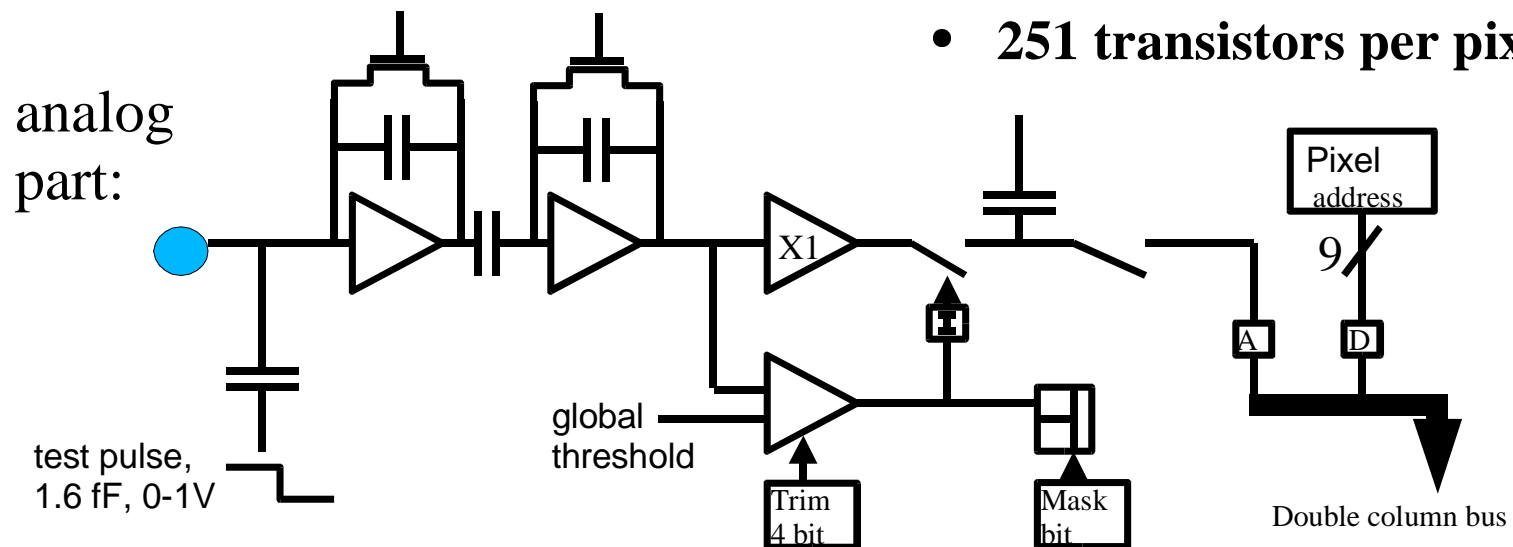 • 251 transistors per pix
analog
part:
Pixel
address
X1
9
I
A
D
global
threshold
test pulse,
1.6 fF, 0-1V
Trim
4 bit
Mask
bit
Double column bus